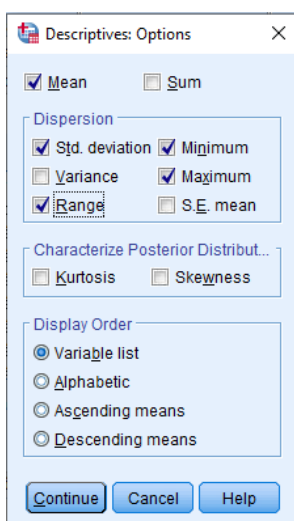 Descriptives: Options
Mean Sum
Dispersion
Std. deviation Minimum
Variance Maximum
Range S.E. mean
Characterize Posterior Distribut...
Kurtosis Skewness
Display Order
Variable list
Alphabetic
Ascending means
Descending means
Continue Cancel Help